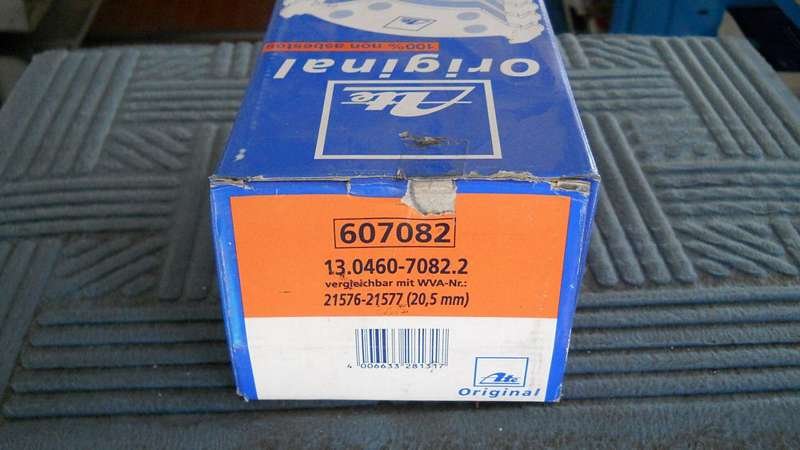 100% non asbestos
Original
Ate
607082
13.0460-7082.2
vergleichbar mit WVA-Nr.:
21576-21577 (20,5 mm)
4 006633 281317
Ate
Original